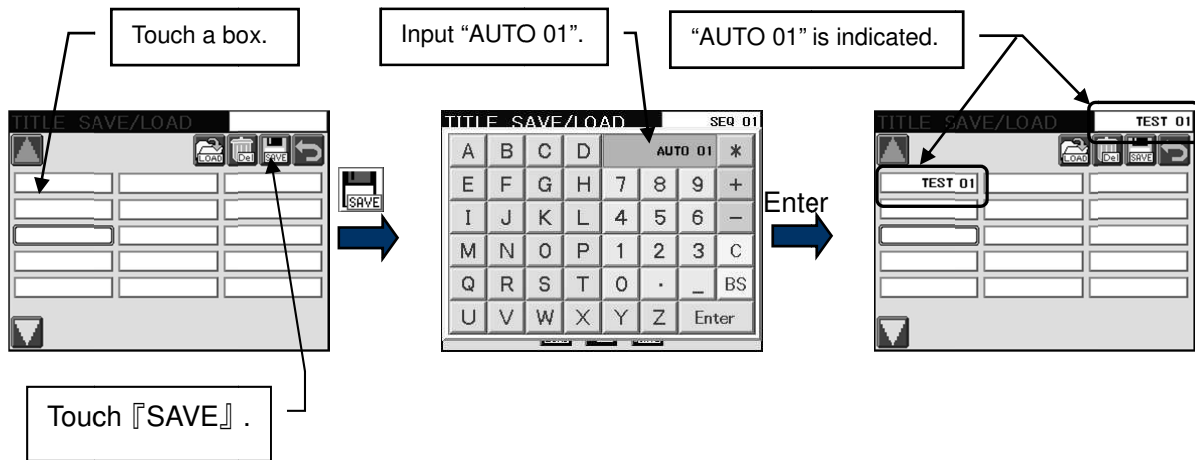 Touch a box.
Input “AUTO 01”.
“AUTO 01” is indicated.
TITLE SAVE/LOAD
LOAD Del SAVE
SAVE
Touch『SAVE』.
TITLE SAVE/LOAD SEQ 01
A B C D AUTO 01 *
E F G H 7 8 9 +
I J K L 4 5 6 −
M N O P 1 2 3 C
Q R S T 0 · _ BS
U V W X Y Z Enter
Enter
TITLE SAVE/LOAD TEST 01
LOAD Del SAVE
TEST 01